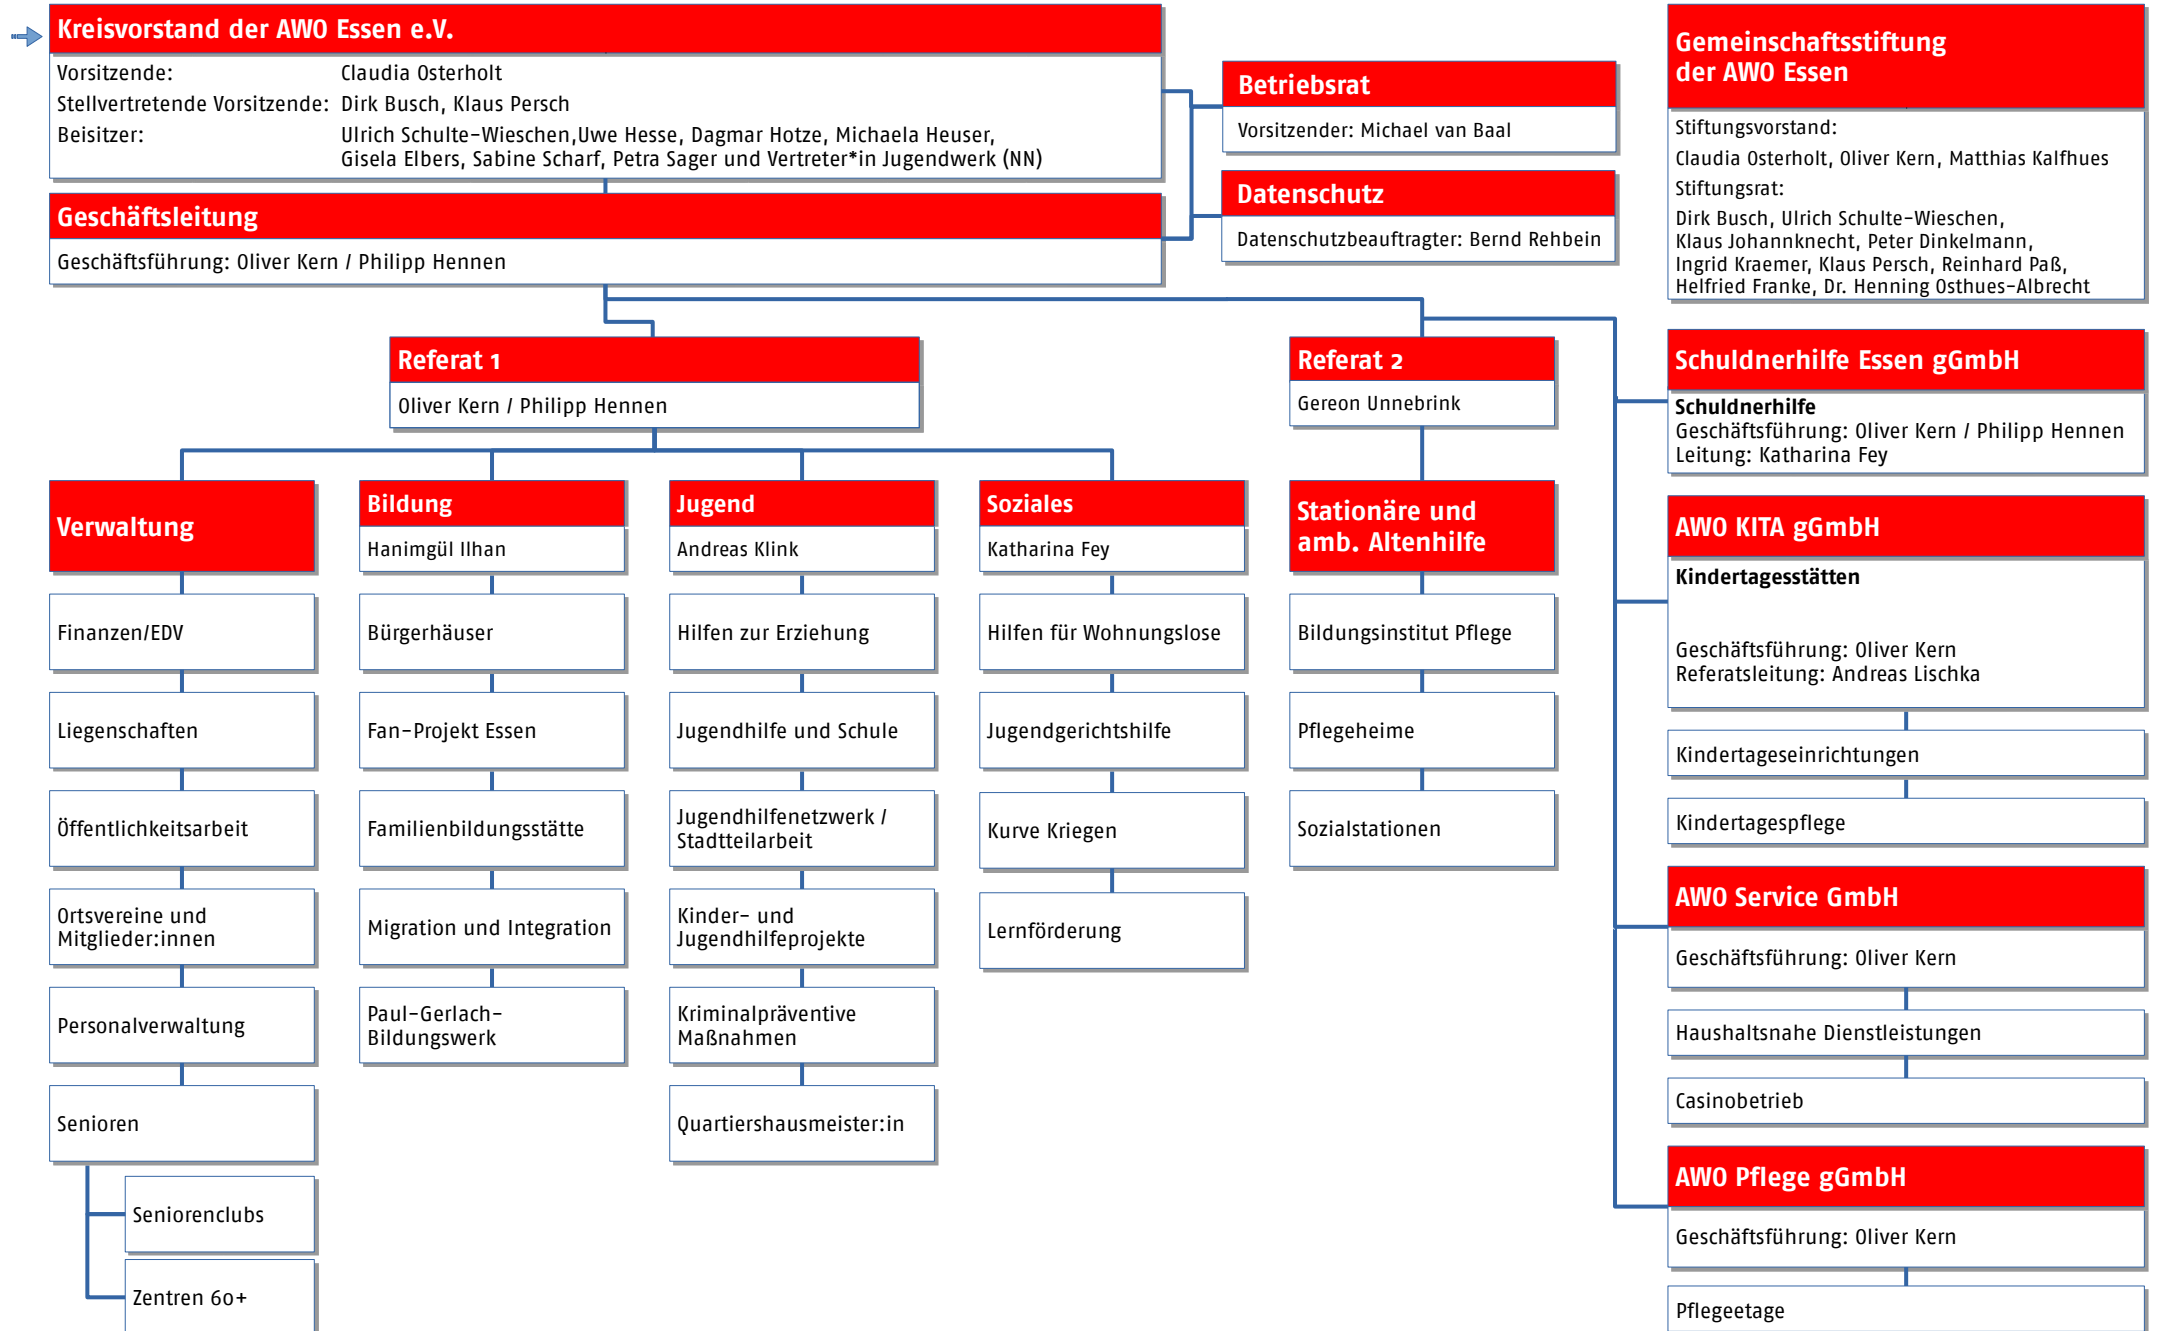 Kreisvorstand der AWO Essen e.V.
Vorsitzende: Claudia Osterholt
Stellvertretende Vorsitzende: Dirk Busch, Klaus Persch
Beisitzer: Ulrich Schulte-Wieschen,Uwe Hesse, Dagmar Hotze, Michaela Heuser,
Gisela Elbers, Sabine Scharf, Petra Sager und Vertreter*in Jugendwerk (NN)
Geschäftsleitung
Geschäftsführung: Oliver Kern / Philipp Hennen
Betriebsrat
Vorsitzender: Michael van Baal
Datenschutz
Datenschutzbeauftragter: Bernd Rehbein
Gemeinschaftsstiftung
der AWO Essen
Stiftungsvorstand:
Claudia Osterholt, Oliver Kern, Matthias Kalfhues
Stiftungsrat:
Dirk Busch, Ulrich Schulte-Wieschen,
Klaus Johannknecht, Peter Dinkelmann,
Ingrid Kraemer, Klaus Persch, Reinhard Paß,
Helfried Franke, Dr. Henning Osthues-Albrecht
Referat 1
Oliver Kern / Philipp Hennen
Referat 2
Gereon Unnebrink
Verwaltung
Finanzen/EDV
Liegenschaften
Öffentlichkeitsarbeit
Ortsvereine und
Mitglieder:innen
Personalverwaltung
Senioren
Seniorenclubs
Zentren 60+
Bildung
Hanimgül Ilhan
Bürgerhäuser
Fan-Projekt Essen
Familienbildungsstätte
Migration und Integration
Paul-Gerlach-
Bildungswerk
Jugend
Andreas Klink
Hilfen zur Erziehung
Jugendhilfe und Schule
Jugendhilfenetzwerk /
Stadtteilarbeit
Kinder- und
Jugendhilfeprojekte
Kriminalpräventive
Maßnahmen
Quartiershausmeister:in
Soziales
Katharina Fey
Hilfen für Wohnungslose
Jugendgerichtshilfe
Kurve Kriegen
Lernförderung
Stationäre und
amb. Altenhilfe
Bildungsinstitut Pflege
Pflegeheime
Sozialstationen
Schuldnerhilfe Essen gGmbH
Schuldnerhilfe
Geschäftsführung: Oliver Kern / Philipp Hennen
Leitung: Katharina Fey
AWO KITA gGmbH
Kindertagesstätten
Geschäftsführung: Oliver Kern
Referatsleitung: Andreas Lischka
Kindertageseinrichtungen
Kindertagespflege
AWO Service GmbH
Geschäftsführung: Oliver Kern
Haushaltsnahe Dienstleistungen
Casinobetrieb
AWO Pflege gGmbH
Geschäftsführung: Oliver Kern
Pflegeetage